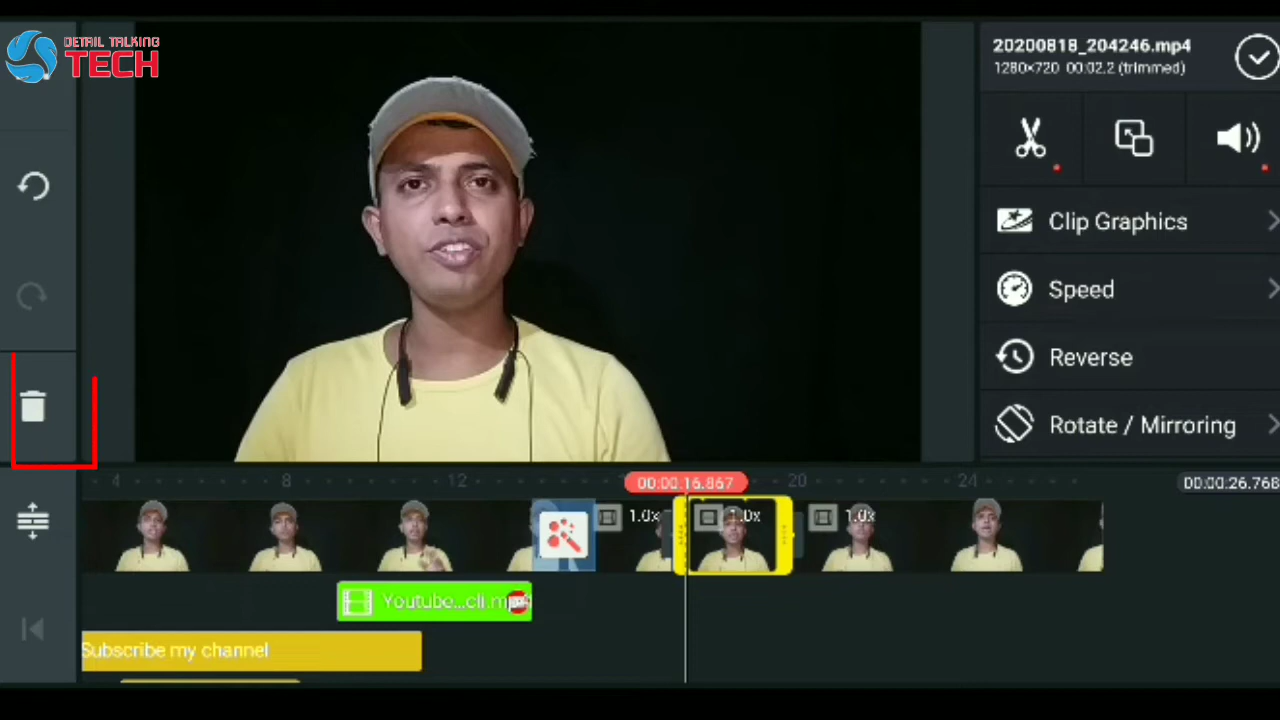 DETAIL TALKING
TECH
20200818_204246.mp4
1280×720 00:02.2 (trimmed)
Clip Graphics
Speed
Reverse
Rotate / Mirroring
4 8 12 20 24
00:00:16.867
00:00:26.768
1.0x 1.0x 1.0x
Youtube...cli.mp4
Subscribe my channel